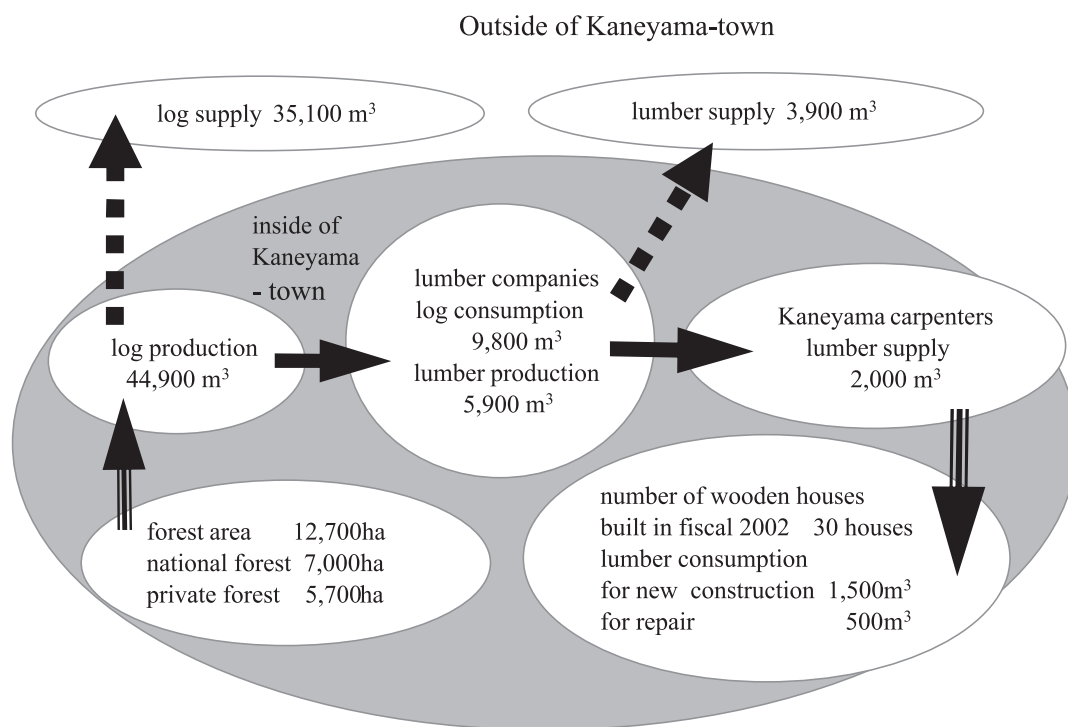 Outside of Kaneyama-town
log supply 35,100 m³
lumber supply 3,900 m³
inside of
Kaneyama
- town
log production
44,900 m³
lumber companies
log consumption
9,800 m³
lumber production
5,900 m³
Kaneyama carpenters
lumber supply
2,000 m³
forest area 12,700ha
national forest 7,000ha
private forest 5,700ha
number of wooden houses
built in fiscal 2002 30 houses
lumber consumption
for new construction 1,500m³
for repair 500m³